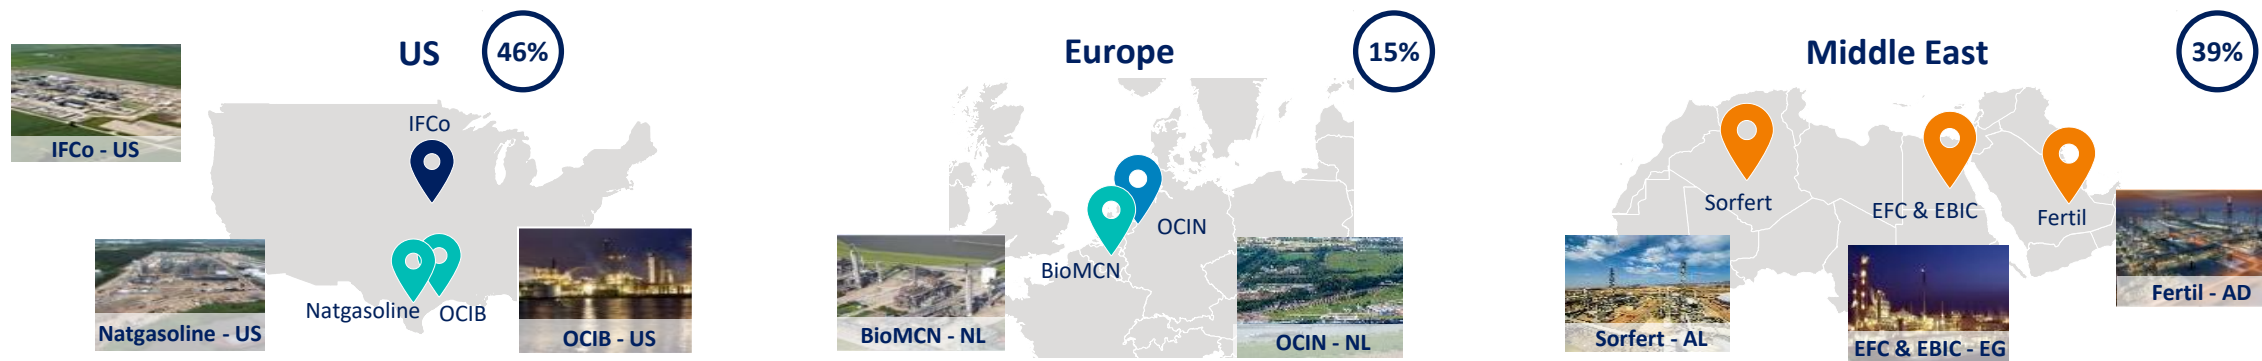 US
46%
IFCo
IFCo - US
Natgasoline
OCIB
Natgasoline - US
OCIB - US
Europe
15%
OCIN
BioMCN
BioMCN - NL
OCIN - NL
Middle East
39%
Sorfert
EFC & EBIC
Fertil
Fertil - AD
Sorfert - AL
EFC & EBIC - EG